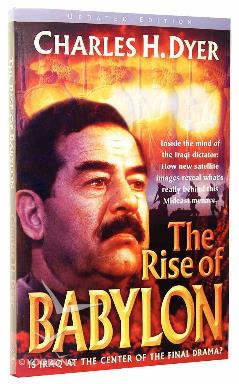 UPDATED EDITION
CHARLES H. DYER
Inside the mind of
the Iraqi dictator:
How new satellite
images reveal what's
really behind this
Mideast menace.
The
Rise of
BABYLON
IS IRAQ AT THE CENTER OF THE FINAL DRAMA?
THE RISE OF BABYLON